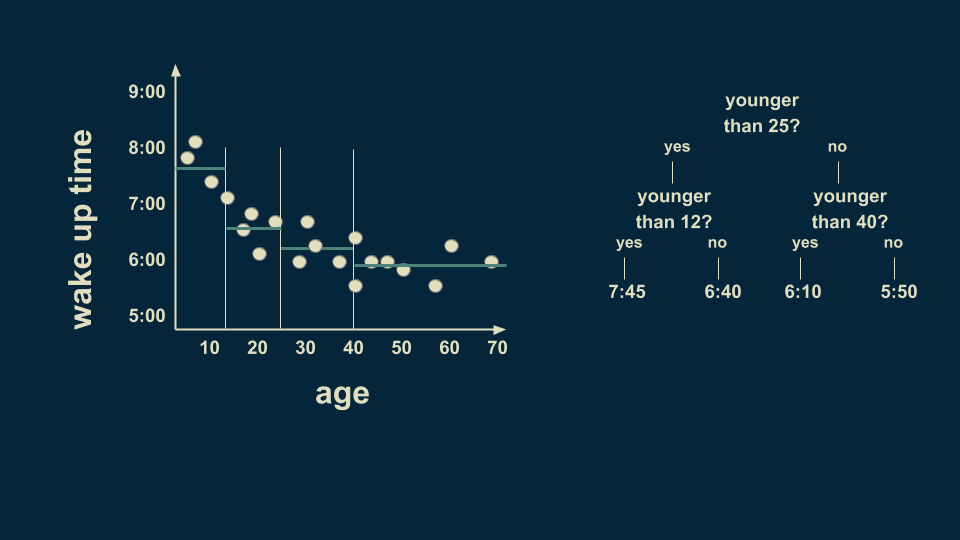 9:00
8:00
7:00
6:00
5:00
wake up time
10 20 30 40 50 60 70
age
younger
than 25?
yes no
younger younger
than 12? than 40?
yes no yes no
7:45 6:40 6:10 5:50